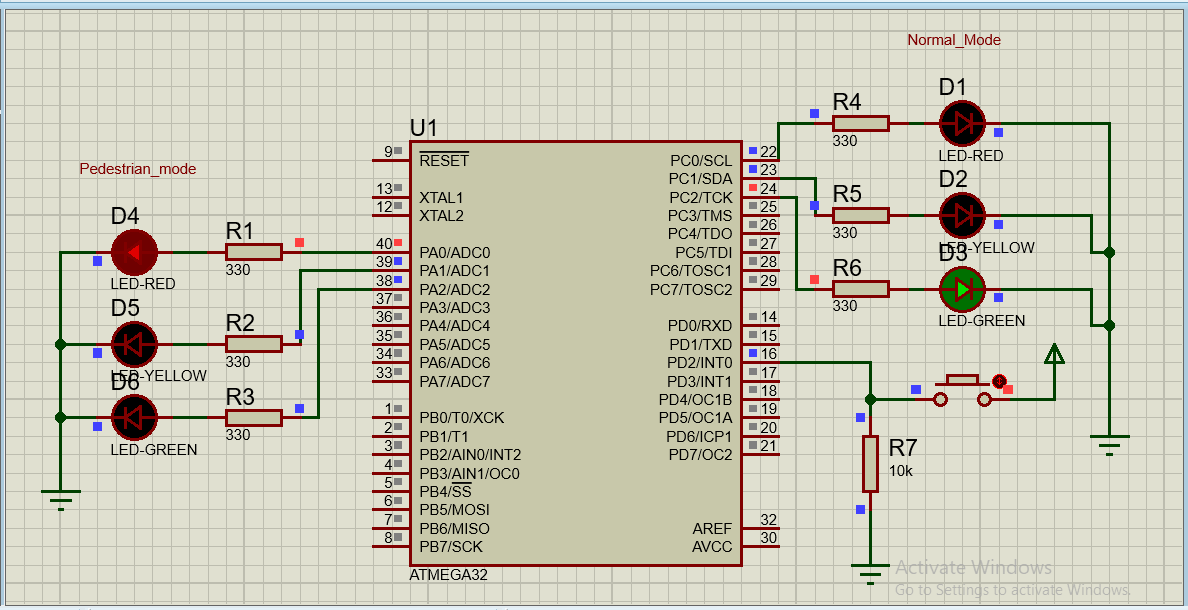 Normal_Mode
Pedestrian_mode
D4
LED-RED
R1
330
D5
LED-YELLOW
R2
330
D6
LED-GREEN
R3
330
U1
9 RESET
13 XTAL1
12 XTAL2
40 PA0/ADC0
39 PA1/ADC1
38 PA2/ADC2
37 PA3/ADC3
36 PA4/ADC4
35 PA5/ADC5
34 PA6/ADC6
33 PA7/ADC7
1 PB0/T0/XCK
2 PB1/T1
3 PB2/AIN0/INT2
4 PB3/AIN1/OC0
5 PB4/SS
6 PB5/MOSI
7 PB6/MISO
8 PB7/SCK
PC0/SCL 22
PC1/SDA 23
PC2/TCK 24
PC3/TMS 25
PC4/TDO 26
PC5/TDI 27
PC6/TOSC1 28
PC7/TOSC2 29
PD0/RXD 14
PD1/TXD 15
PD2/INT0 16
PD3/INT1 17
PD4/OC1B 18
PD5/OC1A 19
PD6/ICP1 20
PD7/OC2 21
AREF 32
AVCC 30
ATMEGA32
R4
330
D1
LED-RED
R5
330
D2
LED-YELLOW
R6
330
D3
LED-GREEN
R7
10k
Activate Windows
Go to Settings to activate Windows.